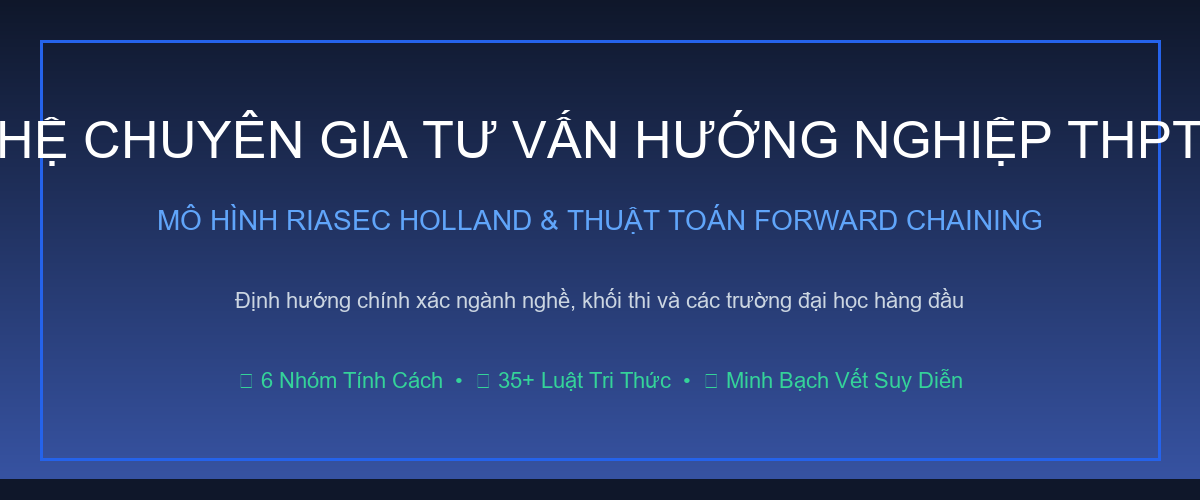 HỆ CHUYÊN GIA TƯ VẤN HƯỚNG NGHIỆP THPT
MÔ HÌNH RIASEC HOLLAND & THUẬT TOÁN FORWARD CHAINING
Định hướng chính xác ngành nghề, khối thi và các trường đại học hàng đầu
6 Nhóm Tính Cách • 35+ Luật Tri Thức • Minh Bạch Vết Suy Diễn